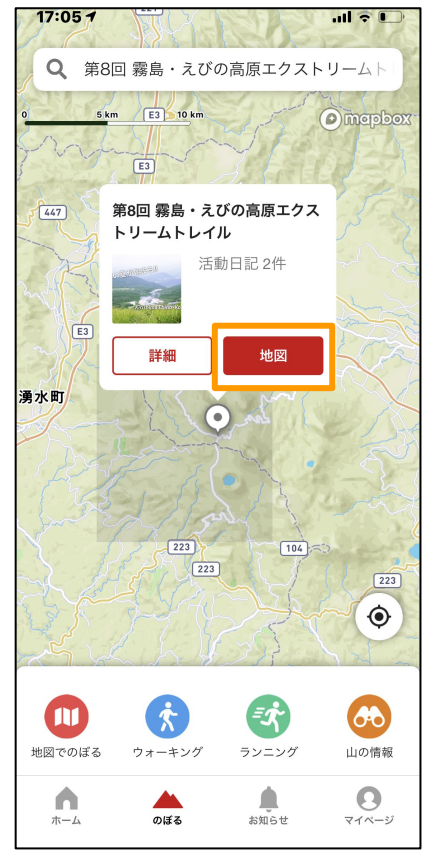 17:05
第8回 霧島・えびの高原エクストリームト
0 5 km 10 km
E3
mapbox
E3
447
第8回 霧島・えびの高原エクス
トリームトレイル
活動日記 2件
E3
詳細 地図
湧水町
223
104
223
223
地図でのぼる ウォーキング ランニング 山の情報
ホーム のぼる お知らせ マイページ